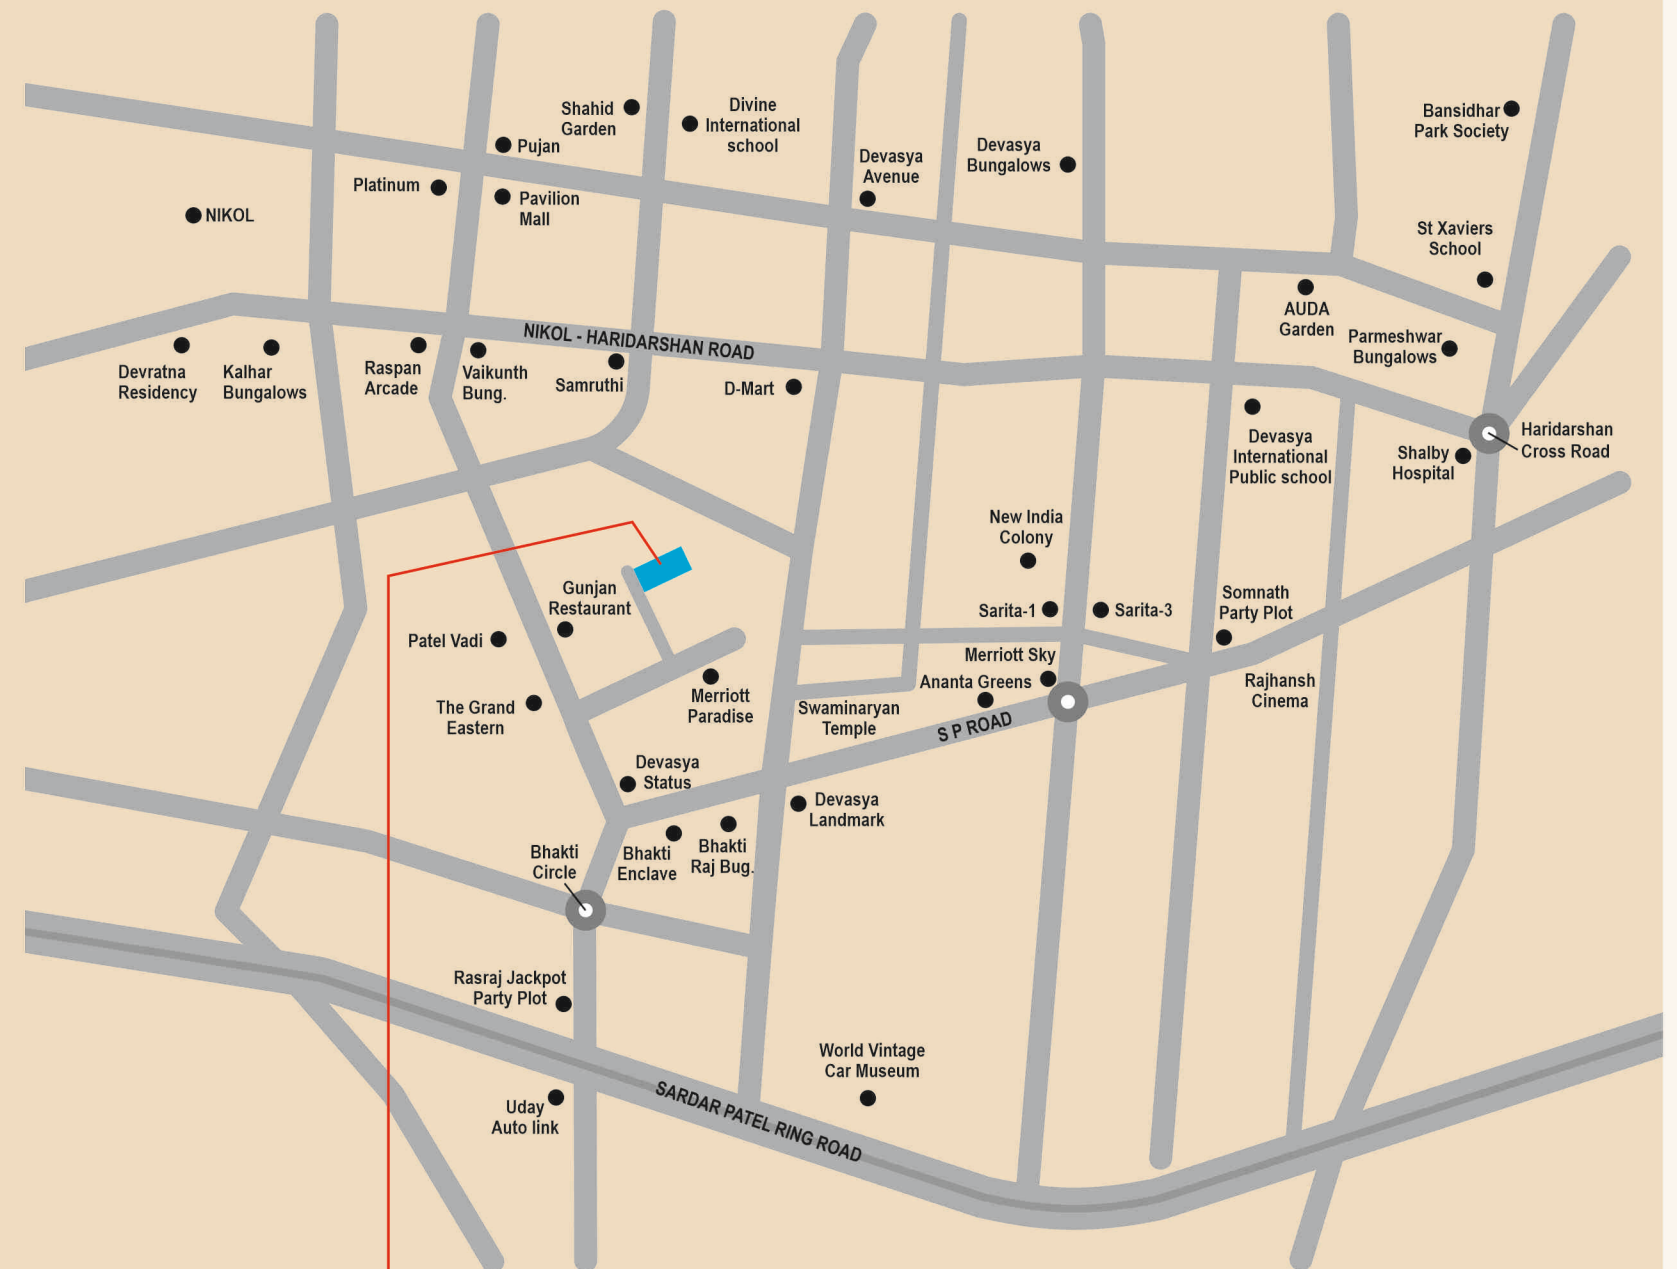 Shahid
Garden
Divine
International
school
Bansidhar
Park Society
Pujan
Devasya
Avenue
Devasya
Bungalows
Platinum
Pavilion
Mall
NIKOL
St Xaviers
School
AUDA
Garden
Parmeshwar
Bungalows
NIKOL - HARIDARSHAN ROAD
Devratna
Residency
Kalhar
Bungalows
Raspan
Arcade
Vaikunth
Bung.
Samruthi
D-Mart
Devasya
International
Public school
Shalby
Hospital
Haridarshan
Cross Road
New India
Colony
Gunjan
Restaurant
Sarita-1
Sarita-3
Somnath
Party Plot
Patel Vadi
Merriott Sky
Ananta Greens
Rajhansh
Cinema
The Grand
Eastern
Merriott
Paradise
Swaminaryan
Temple
S P ROAD
Devasya
Status
Devasya
Landmark
Bhakti
Circle
Bhakti
Enclave
Bhakti
Raj Bug.
Rasraj Jackpot
Party Plot
World Vintage
Car Museum
Uday
Auto link
SARDAR PATEL RING ROAD